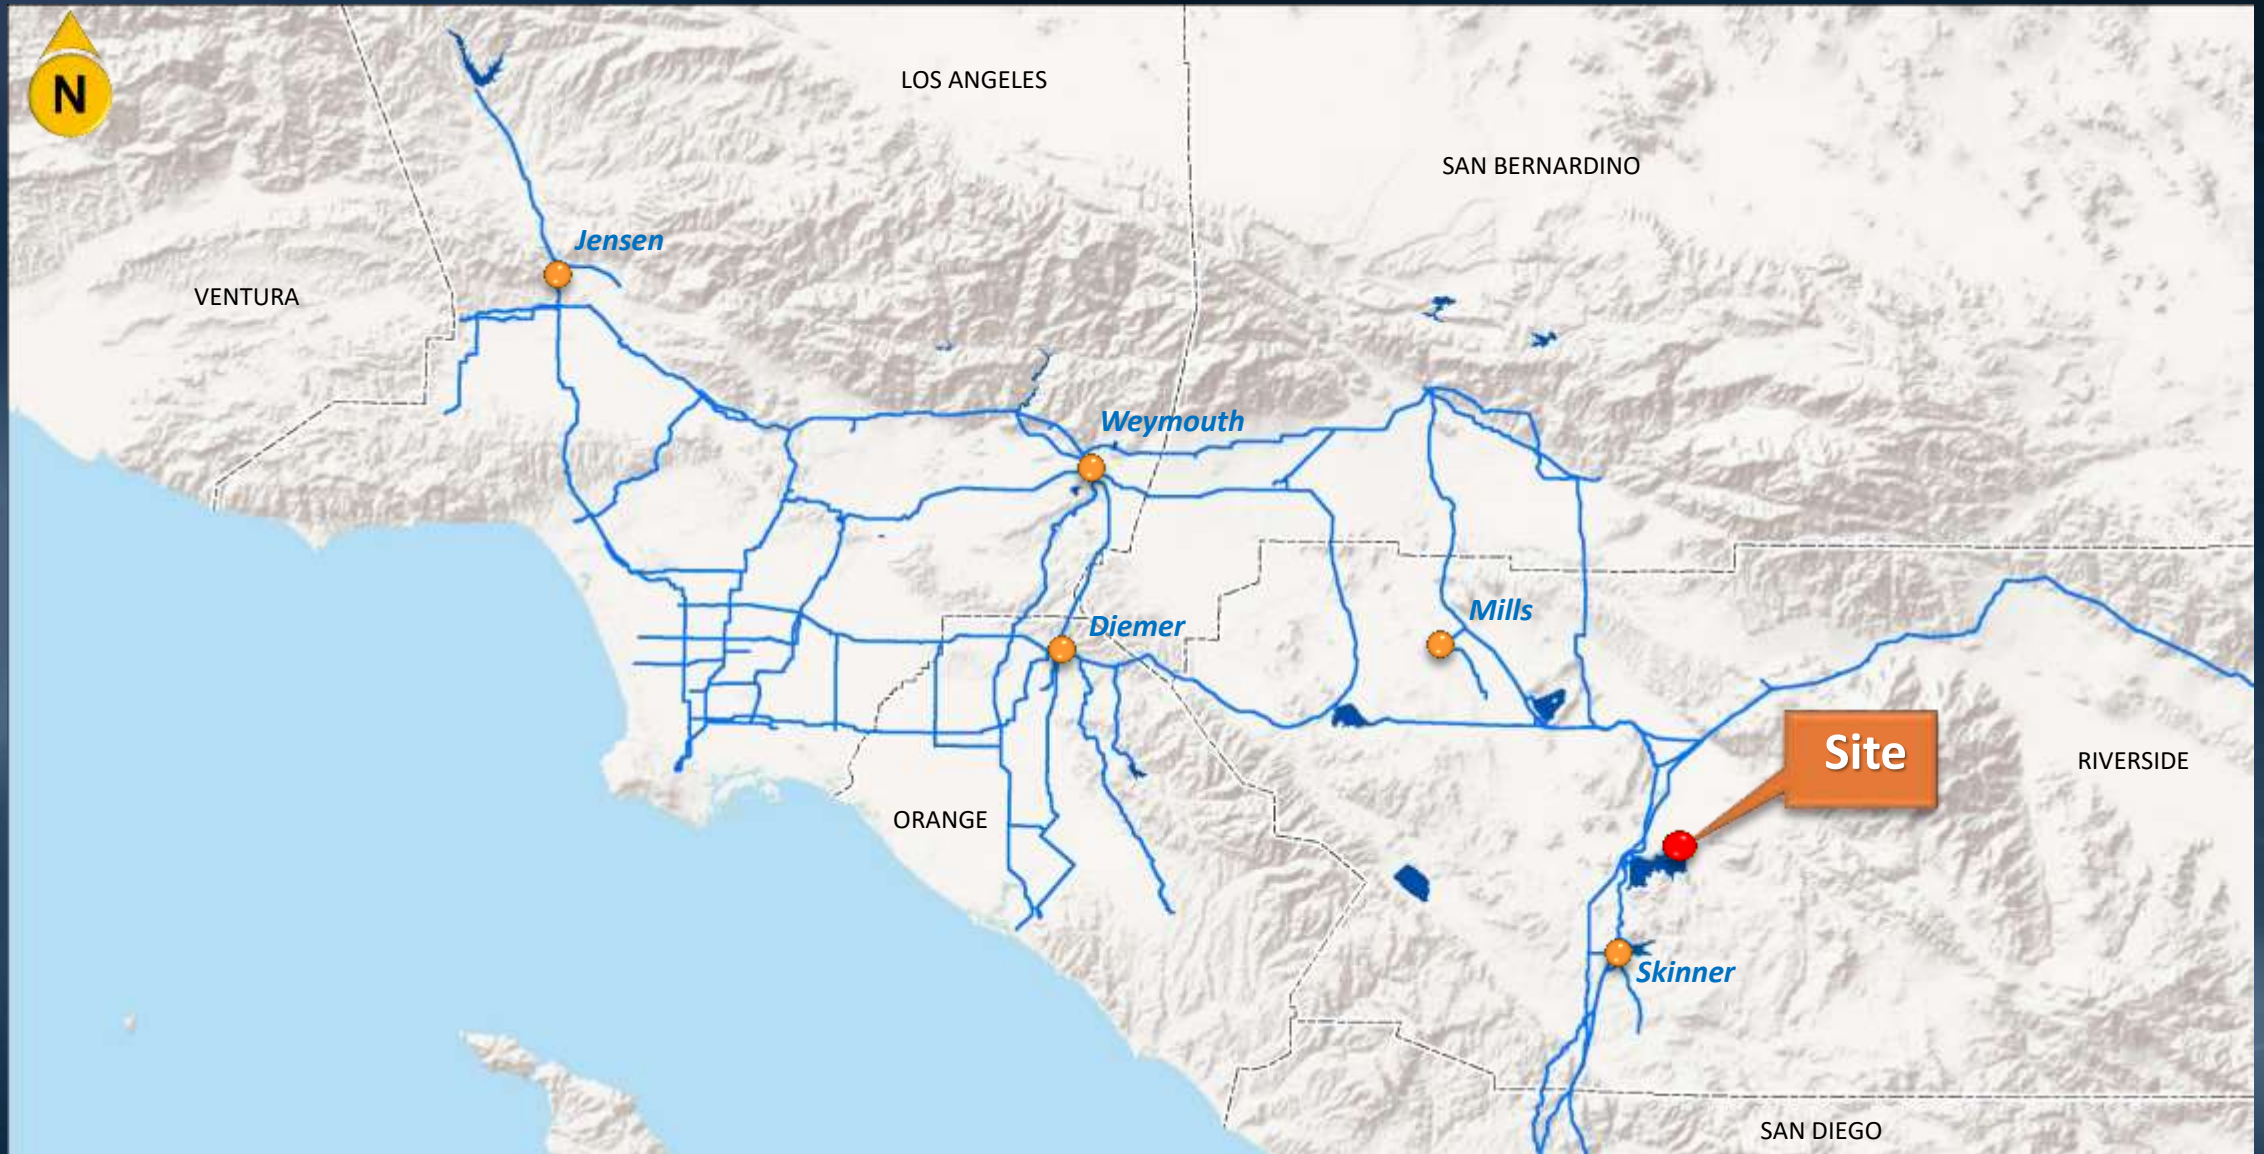 N
LOS ANGELES
SAN BERNARDINO
Jensen
VENTURA
Weymouth
Mills
Diemer
Site
RIVERSIDE
ORANGE
Skinner
SAN DIEGO